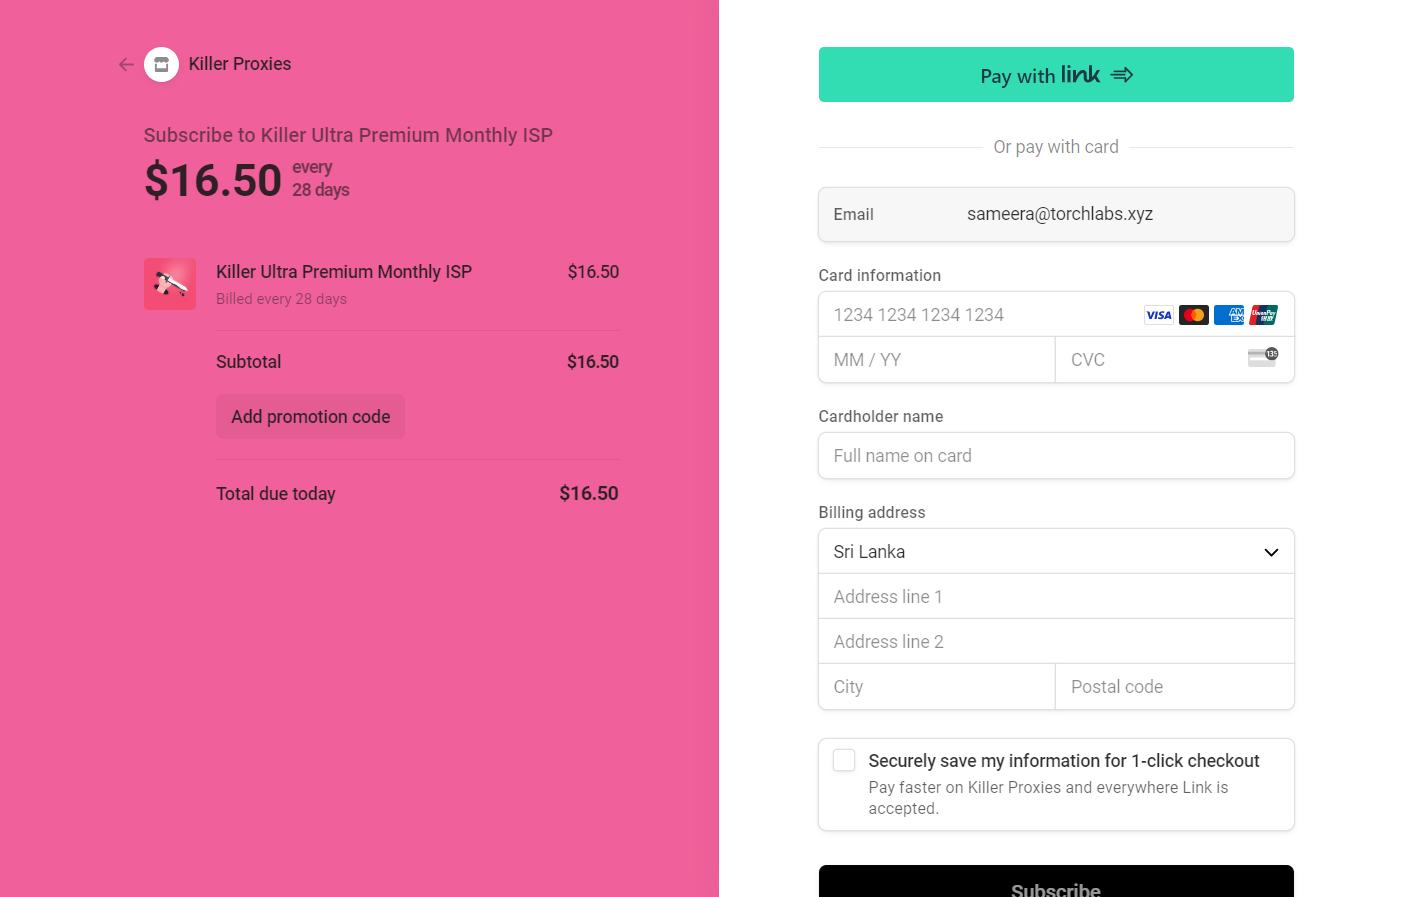 Killer Proxies
Subscribe to Killer Ultra Premium Monthly ISP
$16.50 every
28 days
Killer Ultra Premium Monthly ISP $16.50
Billed every 28 days
Subtotal $16.50
Add promotion code
Total due today $16.50
Pay with link
Or pay with card
Email sameera@torchlabs.xyz
Card information
1234 1234 1234 1234 VISA AM EX UnionPay 银联
MM / YY CVC 135
Cardholder name
Full name on card
Billing address
Sri Lanka
Address line 1
Address line 2
City Postal code
Securely save my information for 1-click checkout
Pay faster on Killer Proxies and everywhere Link is
accepted.
Subscribe